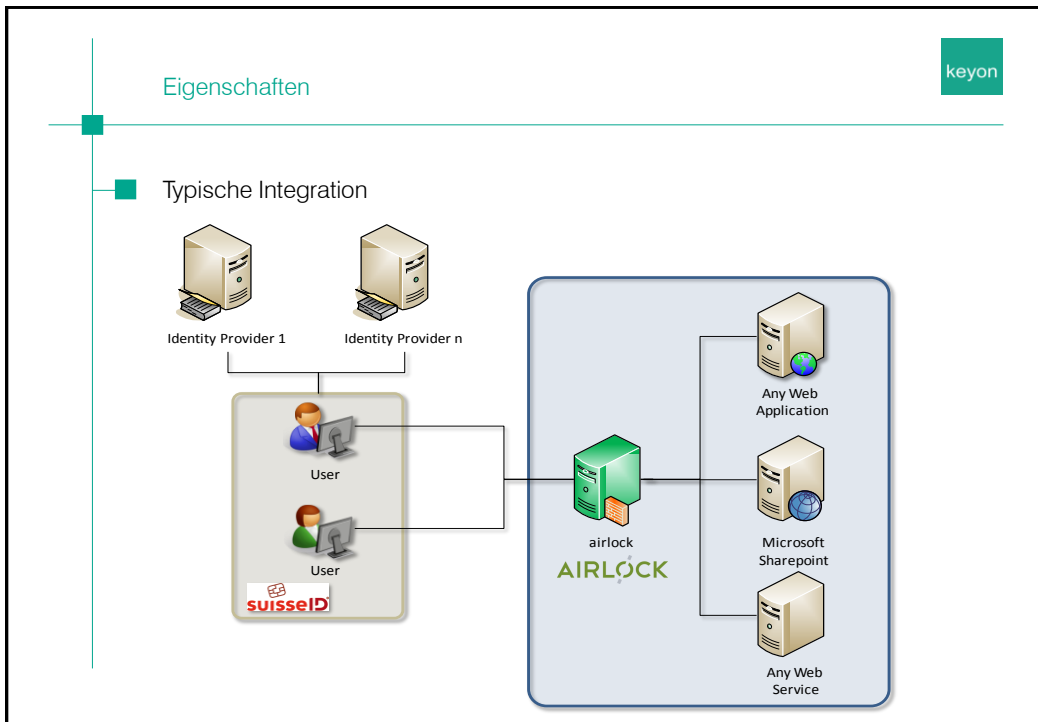 keyon
Eigenschaften
Typische Integration
Identity Provider 1
Identity Provider n
User
User
suisseID
airlock
AIRLOCK
Any Web
Application
Microsoft
Sharepoint
Any Web
Service